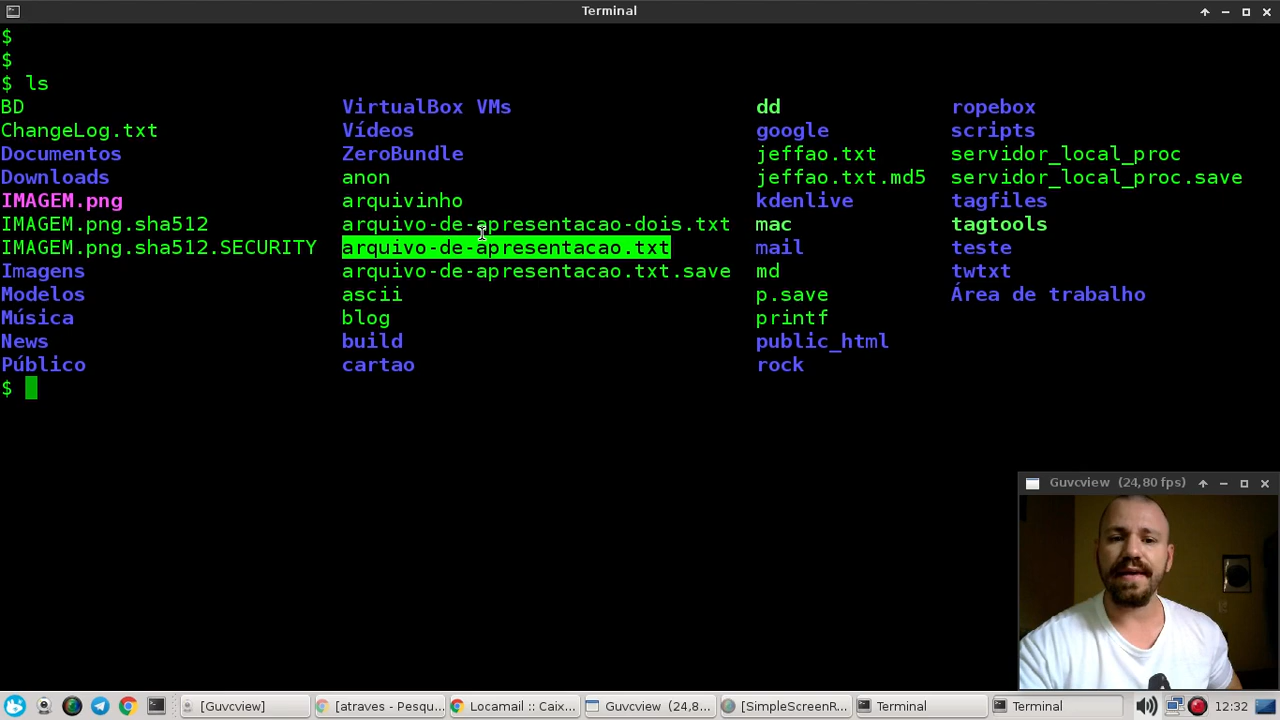 Terminal
$
$
$ ls
BD VirtualBox VMs dd ropebox
ChangeLog.txt Vídeos google scripts
Documentos ZeroBundle jeffao.txt servidor_local_proc
Downloads anon jeffao.txt.md5 servidor_local_proc.save
IMAGEM.png arquivinho kdenlive tagfiles
IMAGEM.png.sha512 arquivo-de-apresentacao-dois.txt mac tagtools
IMAGEM.png.sha512.SECURITY arquivo-de-apresentacao.txt mail teste
Imagens arquivo-de-apresentacao.txt.save md twtxt
Modelos ascii p.save Área de trabalho
Música blog printf
News build public_html
Público cartao rock
$
Guvcview (24,80 fps)
[Guvcview] [atraves - Pesqu... Locamail :: Caix... Guvcview (24,8... [SimpleScreenR... Terminal Terminal 12:32